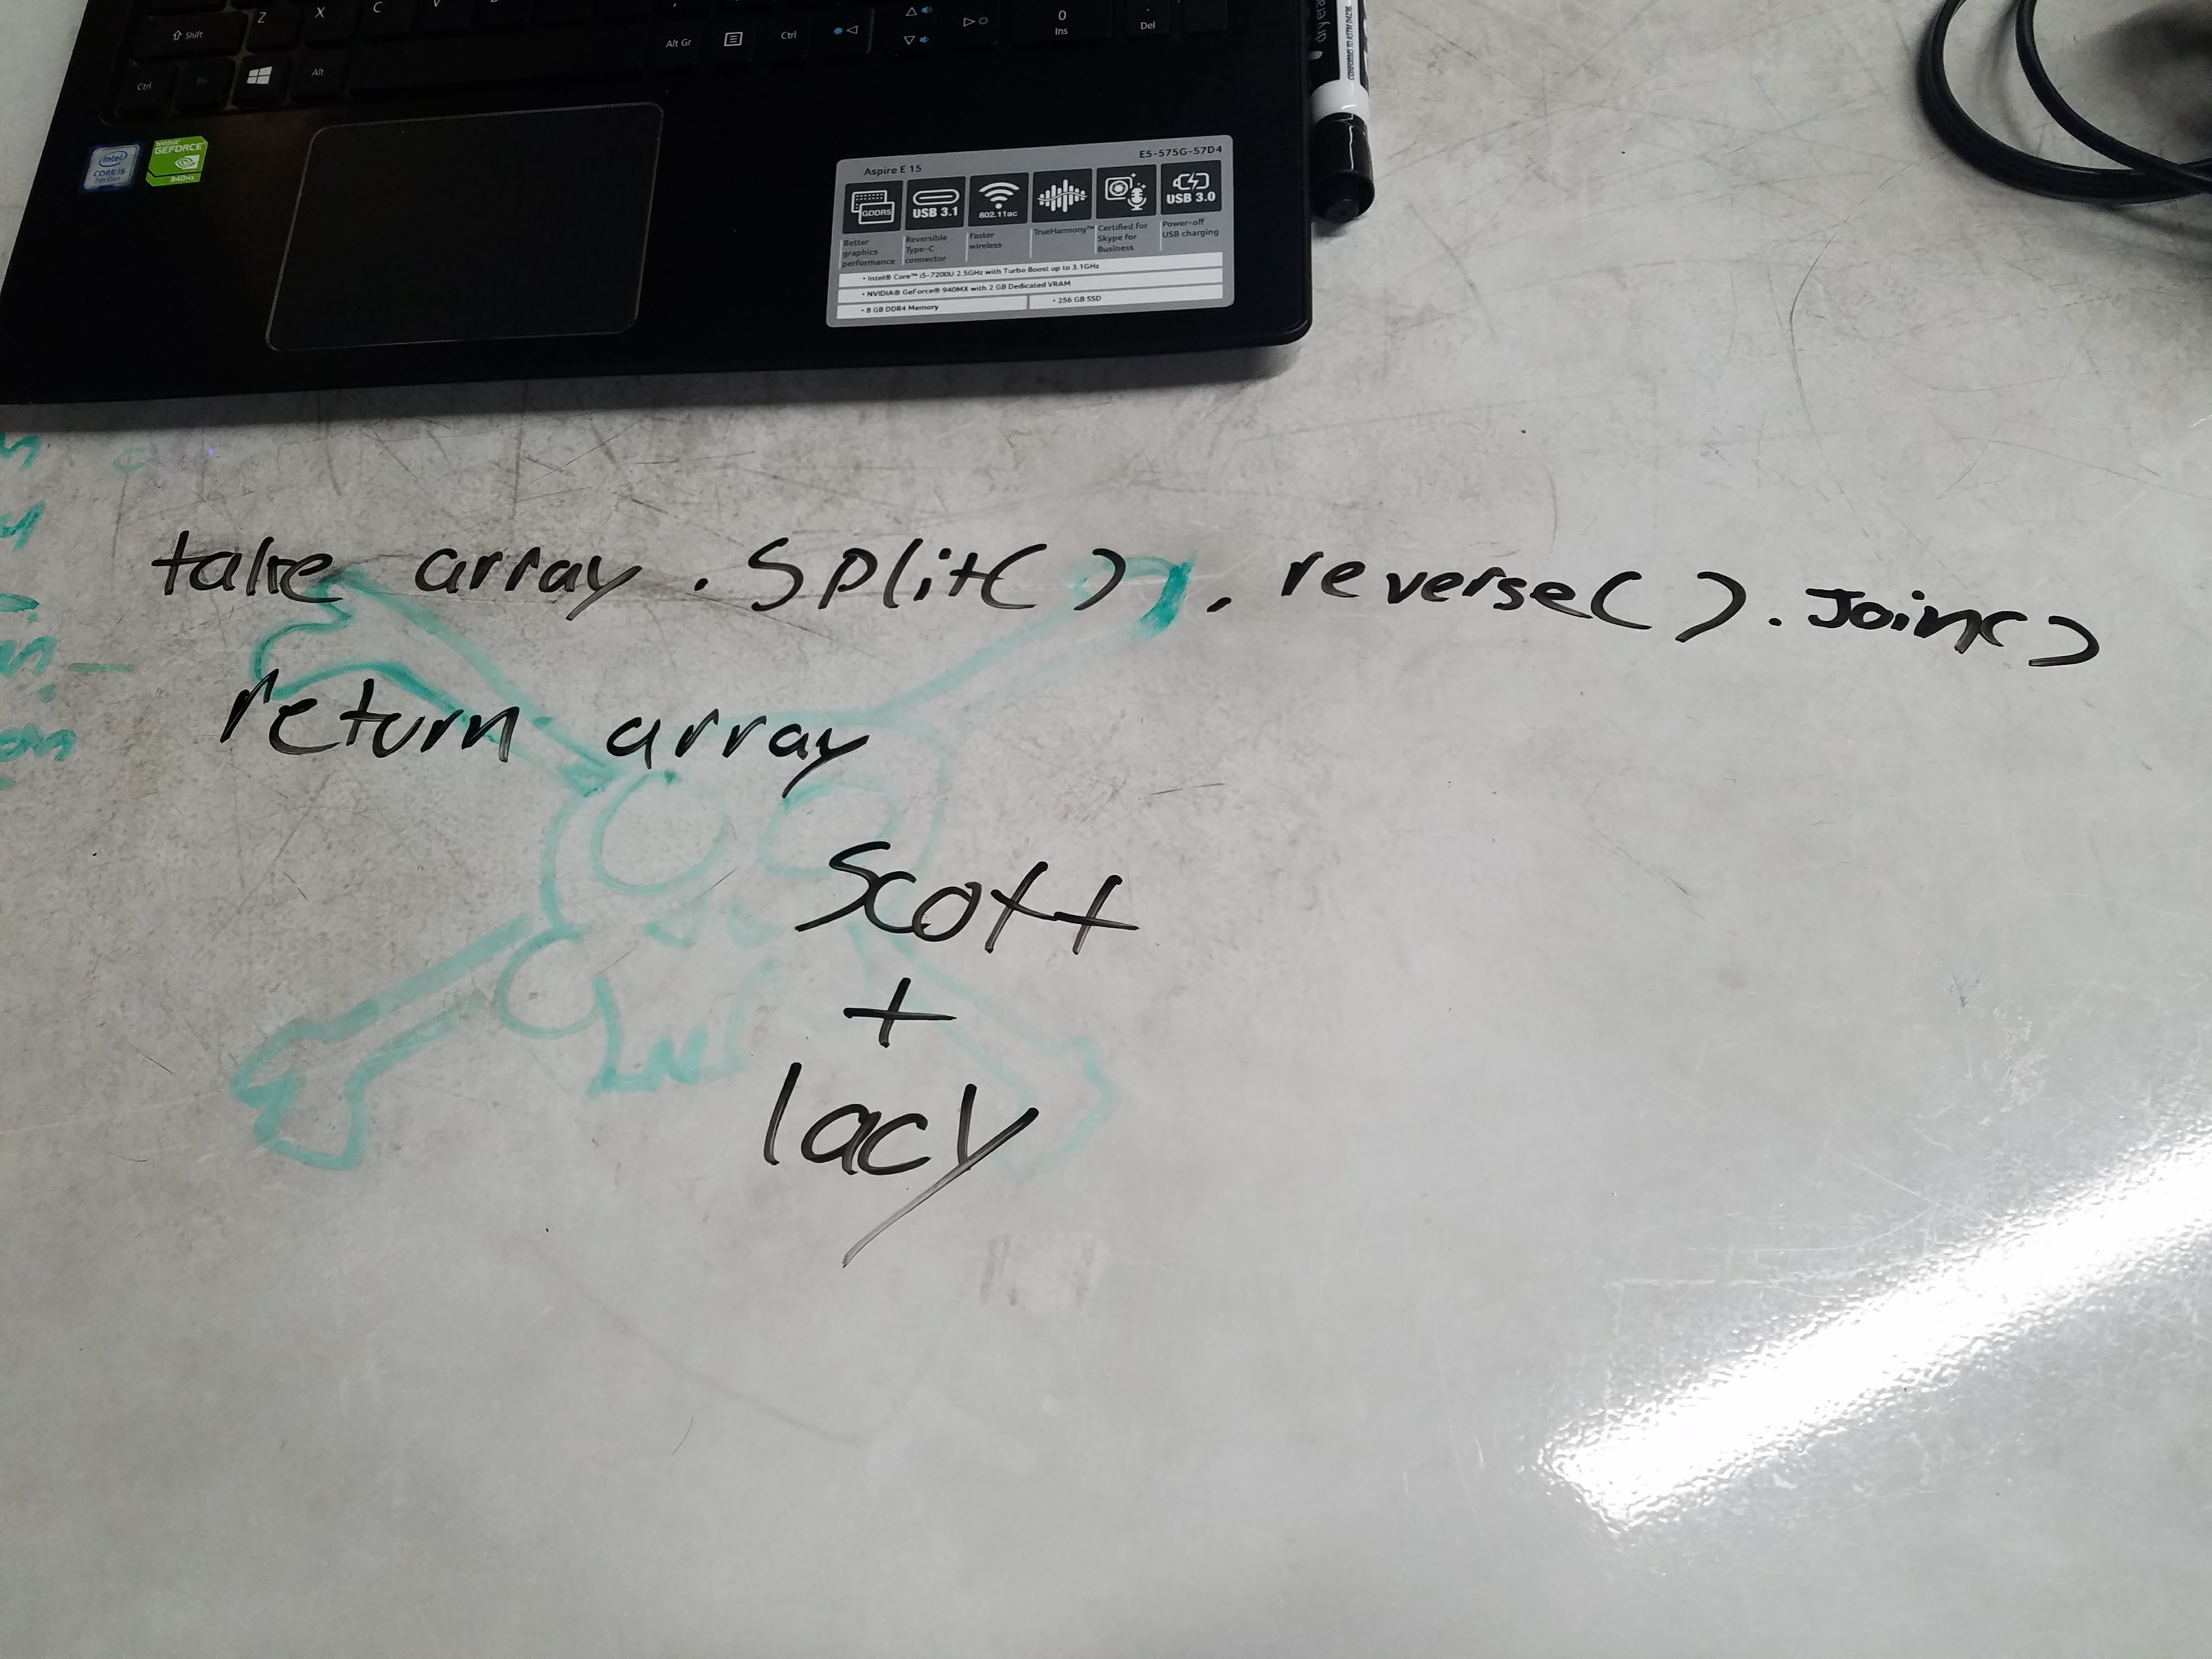 take array . split( ) . reverse( ) . Join( )
return array
scott
+
lacy
intel
CORE i5
NVIDIA
GEFORCE
940MX
Ctrl
Fn
Alt
Alt Gr
Ctrl
Shift
Z
X
C
V
0
Ins
Del
Aspire E 15
E5-575G-57D4
GDDR5
USB 3.1
802.11ac
USB 3.0
Better graphics performance
Reversible Type-C connector
Faster wireless
TrueHarmony™
Certified for Skype for Business
Power-off USB charging
• Intel® Core™ i5-7200U 2.5GHz with Turbo Boost up to 3.1GHz
• NVIDIA® GeForce® 940MX with 2 GB Dedicated VRAM
• 8 GB DDR4 Memory
• 256 GB SSD
dry era
CONFORMS TO ASTM D4236